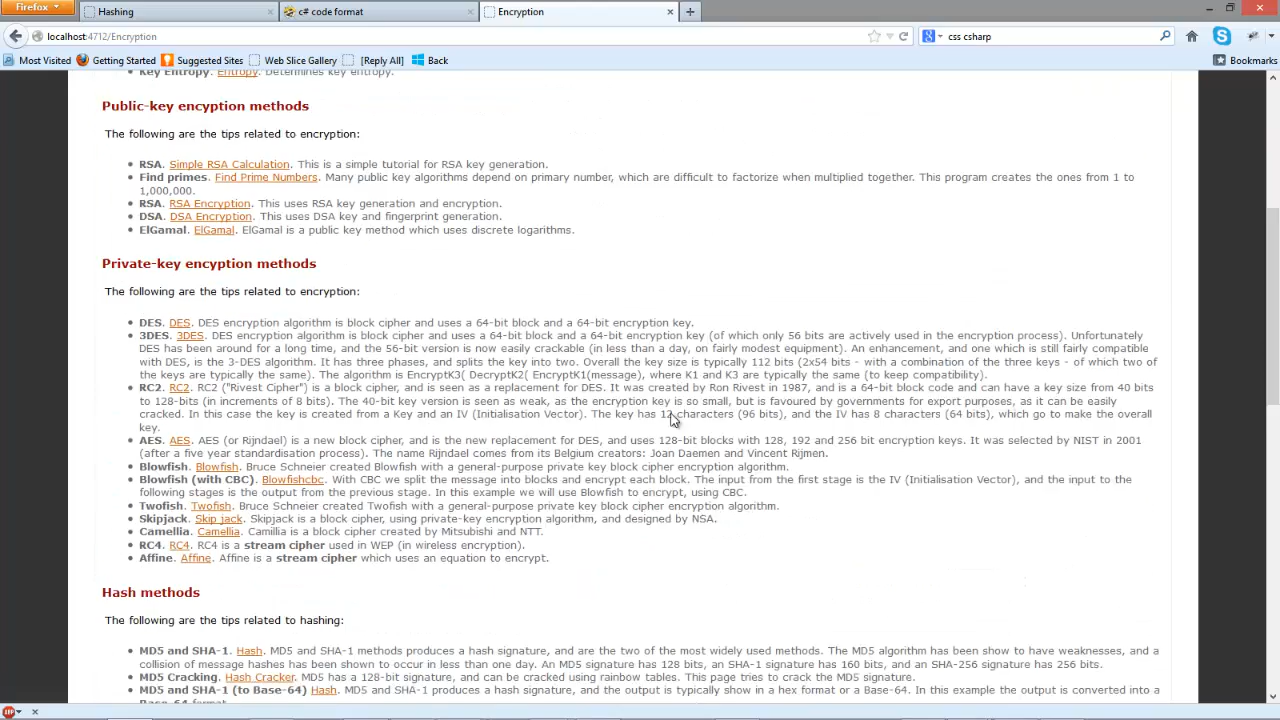 Firefox
Hashing
c# code format
Encryption
localhost:4712/Encryption
css csharp
Most Visited
Getting Started
Suggested Sites
Web Slice Gallery
[Reply All]
Back
Bookmarks
Key Entropy. Entropy. Determines key entropy.
Public-key encyption methods
The following are the tips related to encryption:
RSA. Simple RSA Calculation. This is a simple tutorial for RSA key generation.
Find primes. Find Prime Numbers. Many public key algorithms depend on primary number, which are difficult to factorize when multiplied together. This program creates the ones from 1 to
1,000,000.
RSA. RSA Encryption. This uses RSA key generation and encryption.
DSA. DSA Encryption. This uses DSA key and fingerprint generation.
ElGamal. ElGamal. ElGamal is a public key method which uses discrete logarithms.
Private-key encyption methods
The following are the tips related to encryption:
DES. DES. DES encryption algorithm is block cipher and uses a 64-bit block and a 64-bit encryption key.
3DES. 3DES. DES encryption algorithm is block cipher and uses a 64-bit block and a 64-bit encryption key (of which only 56 bits are actively used in the encryption process). Unfortunately
DES has been around for a long time, and the 56-bit version is now easily crackable (in less than a day, on fairly modest equipment). An enhancement, and one which is still fairly compatible
with DES, is the 3-DES algorithm. It has three phases, and splits the key into two. Overall the key size is typically 112 bits (2x54 bits - with a combination of the three keys - of which two of
the keys are typically the same). The algorithm is EncryptK3( DecryptK2( EncryptK1(message), where K1 and K3 are typically the same (to keep compatibility).
RC2. RC2. RC2 ("Rivest Cipher") is a block cipher, and is seen as a replacement for DES. It was created by Ron Rivest in 1987, and is a 64-bit block code and can have a key size from 40 bits
to 128-bits (in increments of 8 bits). The 40-bit key version is seen as weak, as the encryption key is so small, but is favoured by governments for export purposes, as it can be easily
cracked. In this case the key is created from a Key and an IV (Initialisation Vector). The key has 12 characters (96 bits), and the IV has 8 characters (64 bits), which go to make the overall
key.
AES. AES. AES (or Rijndael) is a new block cipher, and is the new replacement for DES, and uses 128-bit blocks with 128, 192 and 256 bit encryption keys. It was selected by NIST in 2001
(after a five year standardisation process). The name Rijndael comes from its Belgium creators: Joan Daemen and Vincent Rijmen.
Blowfish. Blowfish. Bruce Schneier created Blowfish with a general-purpose private key block cipher encryption algorithm.
Blowfish (with CBC). Blowfishcbc. With CBC we split the message into blocks and encrypt each block. The input from the first stage is the IV (Initialisation Vector), and the input to the
following stages is the output from the previous stage. In this example we will use Blowfish to encrypt, using CBC.
Twofish. Twofish. Bruce Schneier created Twofish with a general-purpose private key block cipher encryption algorithm.
Skipjack. Skip jack. Skipjack is a block cipher, using private-key encryption algorithm, and designed by NSA.
Camellia. Camellia. Camillia is a block cipher created by Mitsubishi and NTT.
RC4. RC4. RC4 is a stream cipher used in WEP (in wireless encryption).
Affine. Affine. Affine is a stream cipher which uses an equation to encrypt.
Hash methods
The following are the tips related to hashing:
MD5 and SHA-1. Hash. MD5 and SHA-1 methods produces a hash signature, and are the two of the most widely used methods. The MD5 algorithm has been show to have weaknesses, and a
collision of message hashes has been shown to occur in less than one day. An MD5 signature has 128 bits, an SHA-1 signature has 160 bits, and an SHA-256 signature has 256 bits.
MD5 Cracking. Hash Cracker. MD5 has a 128-bit signature, and can be cracked using rainbow tables. This page tries to crack the MD5 signature.
MD5 and SHA-1 (to Base-64) Hash. MD5 and SHA-1 produces a hash signature, and the output is typically show in a hex format or a Base-64. In this example the output is converted into a
Base-64 format.